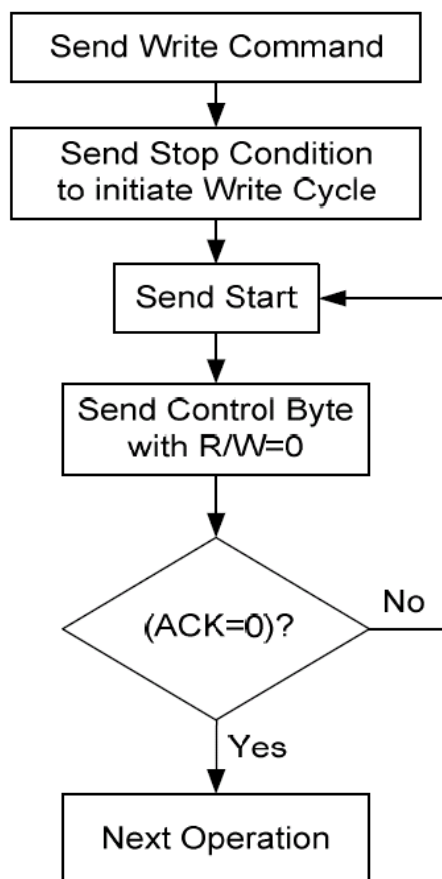 Send Write Command
Send Stop Condition
to initiate Write Cycle
Send Start
Send Control Byte
with R/W=0
(ACK=0)?
No
Yes
Next Operation